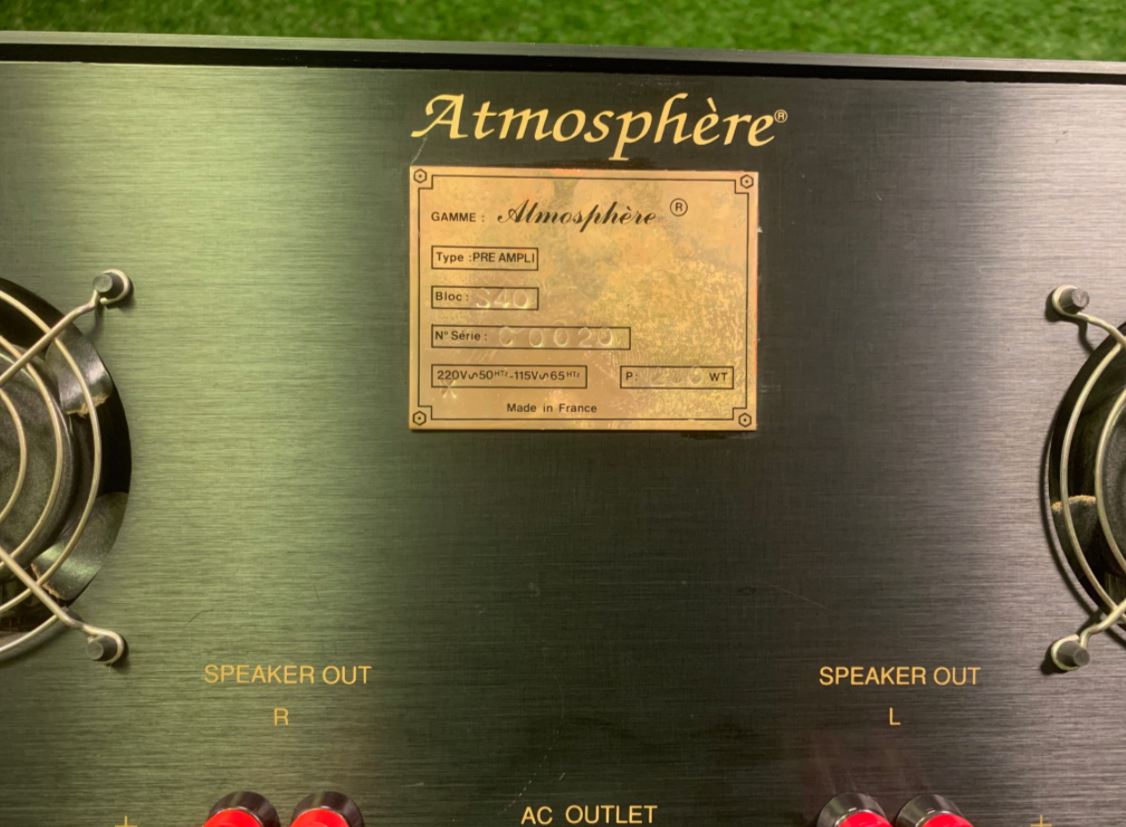 Atmosphère®
GAMME : Atmosphère ®
Type : PRE AMPLI
Bloc : S40
N° Série : C0020
220V∿50HTz-115V∿65HTz
P: WT
X
Made in France
SPEAKER OUT SPEAKER OUT
R L
AC OUTLET
+ +